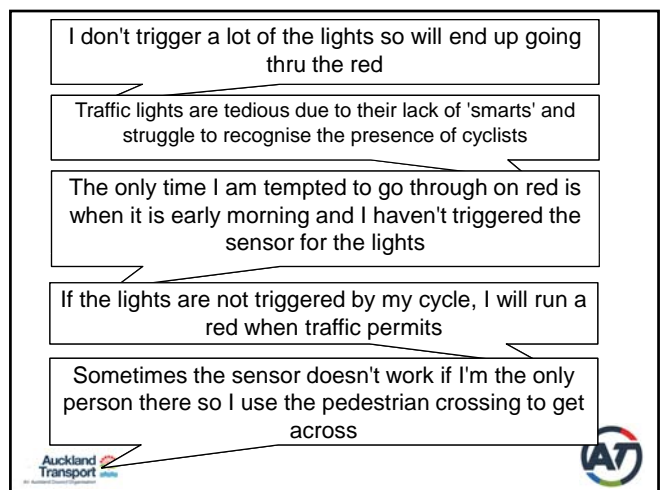 I don't trigger a lot of the lights so will end up going
thru the red
Traffic lights are tedious due to their lack of 'smarts' and
struggle to recognise the presence of cyclists
The only time I am tempted to go through on red is
when it is early morning and I haven't triggered the
sensor for the lights
If the lights are not triggered by my cycle, I will run a
red when traffic permits
Sometimes the sensor doesn't work if I'm the only
person there so I use the pedestrian crossing to get
across
Auckland
Transport
An Auckland Council Organisation
AT